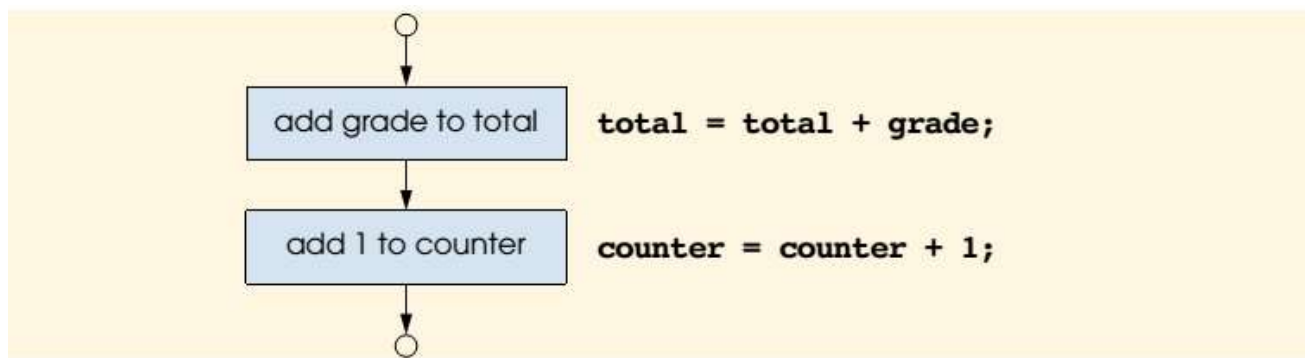 add grade to total total = total + grade;
add 1 to counter counter = counter + 1;